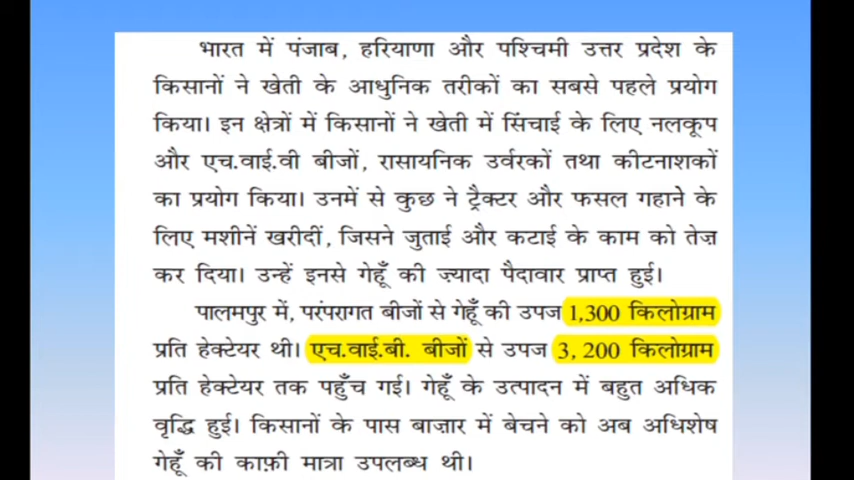 भारत में पंजाब, हरियाणा और पश्चिमी उत्तर प्रदेश के
किसानों ने खेती के आधुनिक तरीकों का सबसे पहले प्रयोग
किया। इन क्षेत्रों में किसानों ने खेती में सिंचाई के लिए नलकूप
और एच.वाई.वी बीजों, रासायनिक उर्वरकों तथा कीटनाशकों
का प्रयोग किया। उनमें से कुछ ने ट्रैक्टर और फसल गहाने के
लिए मशीनें खरीदीं, जिसने जुताई और कटाई के काम को तेज़
कर दिया। उन्हें इनसे गेहूँ की ज़्यादा पैदावार प्राप्त हुई।
पालमपुर में, परंपरागत बीजों से गेहूँ की उपज 1,300 किलोग्राम
प्रति हेक्टेयर थी। एच.वाई.बी. बीजों से उपज 3, 200 किलोग्राम
प्रति हेक्टेयर तक पहुँच गई। गेहूँ के उत्पादन में बहुत अधिक
वृद्धि हुई। किसानों के पास बाज़ार में बेचने को अब अधिशेष
गेहूँ की काफ़ी मात्रा उपलब्ध थी।